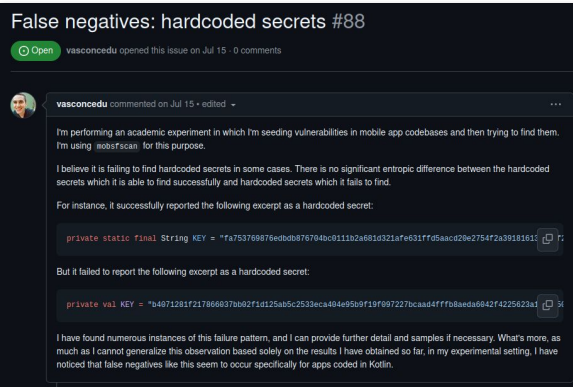 False negatives: hardcoded secrets #88
Open vasconcedu opened this issue on Jul 15 · 0 comments
vasconcedu commented on Jul 15 • edited
I'm performing an academic experiment in which I'm seeding vulnerabilities in mobile app codebases and then trying to find them.
I'm using mobsfscan for this purpose.
I believe it is failing to find hardcoded secrets in some cases. There is no significant entropic difference between the hardcoded
secrets which it is able to find successfully and hardcoded secrets which it fails to find.
For instance, it successfully reported the following excerpt as a hardcoded secret:
private static final String KEY =
But it failed to report the following excerpt as a hardcoded secret:
private val KEY =
I have found numerous instances of this failure pattern, and I can provide further detail and samples if necessary. What's more, as
much as I cannot generalize this observation based solely on the results I have obtained so far, in my experimental setting, I have
noticed that false negatives like this seem to occur specifically for apps coded in Kotlin.